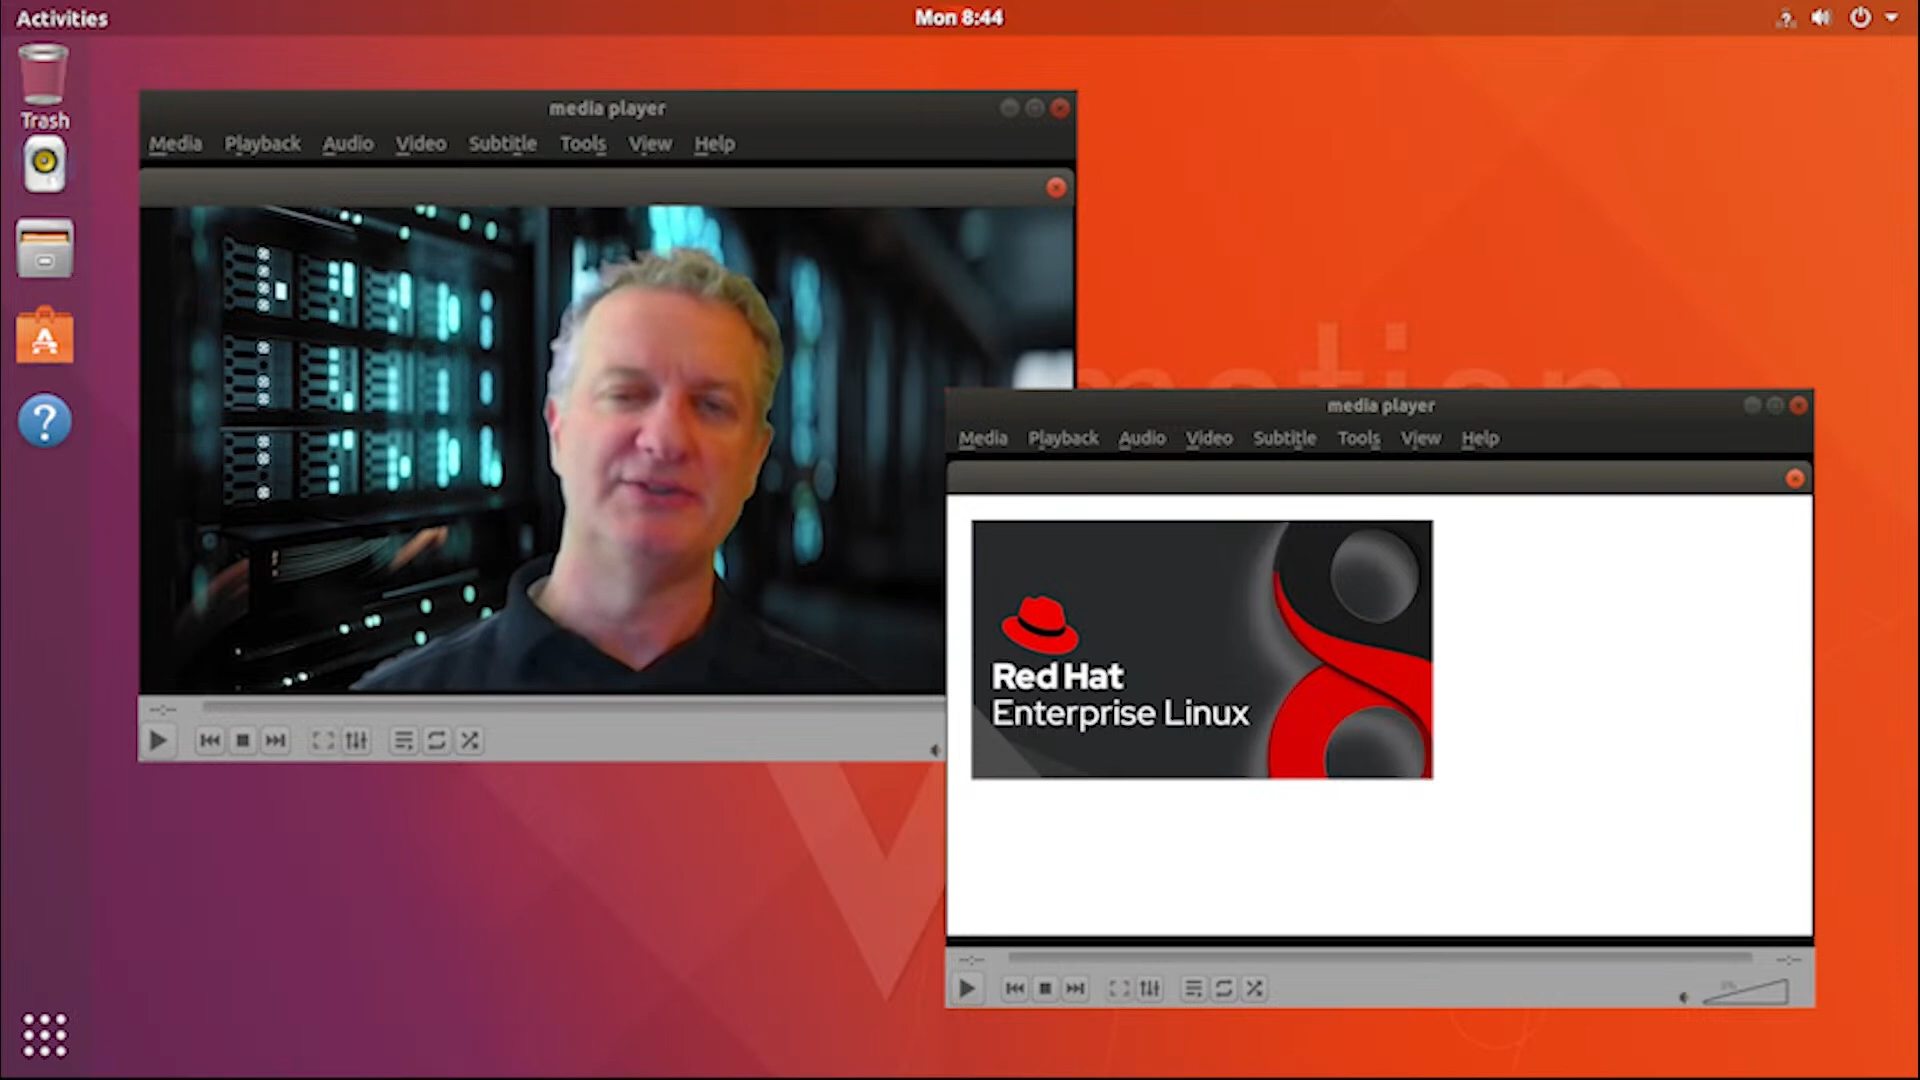 Activities
Mon 8:44
Trash
media player
Media Playback Audio Video Subtitle Tools View Help
media player
Media Playback Audio Video Subtitle Tools View Help
Red Hat
Enterprise Linux